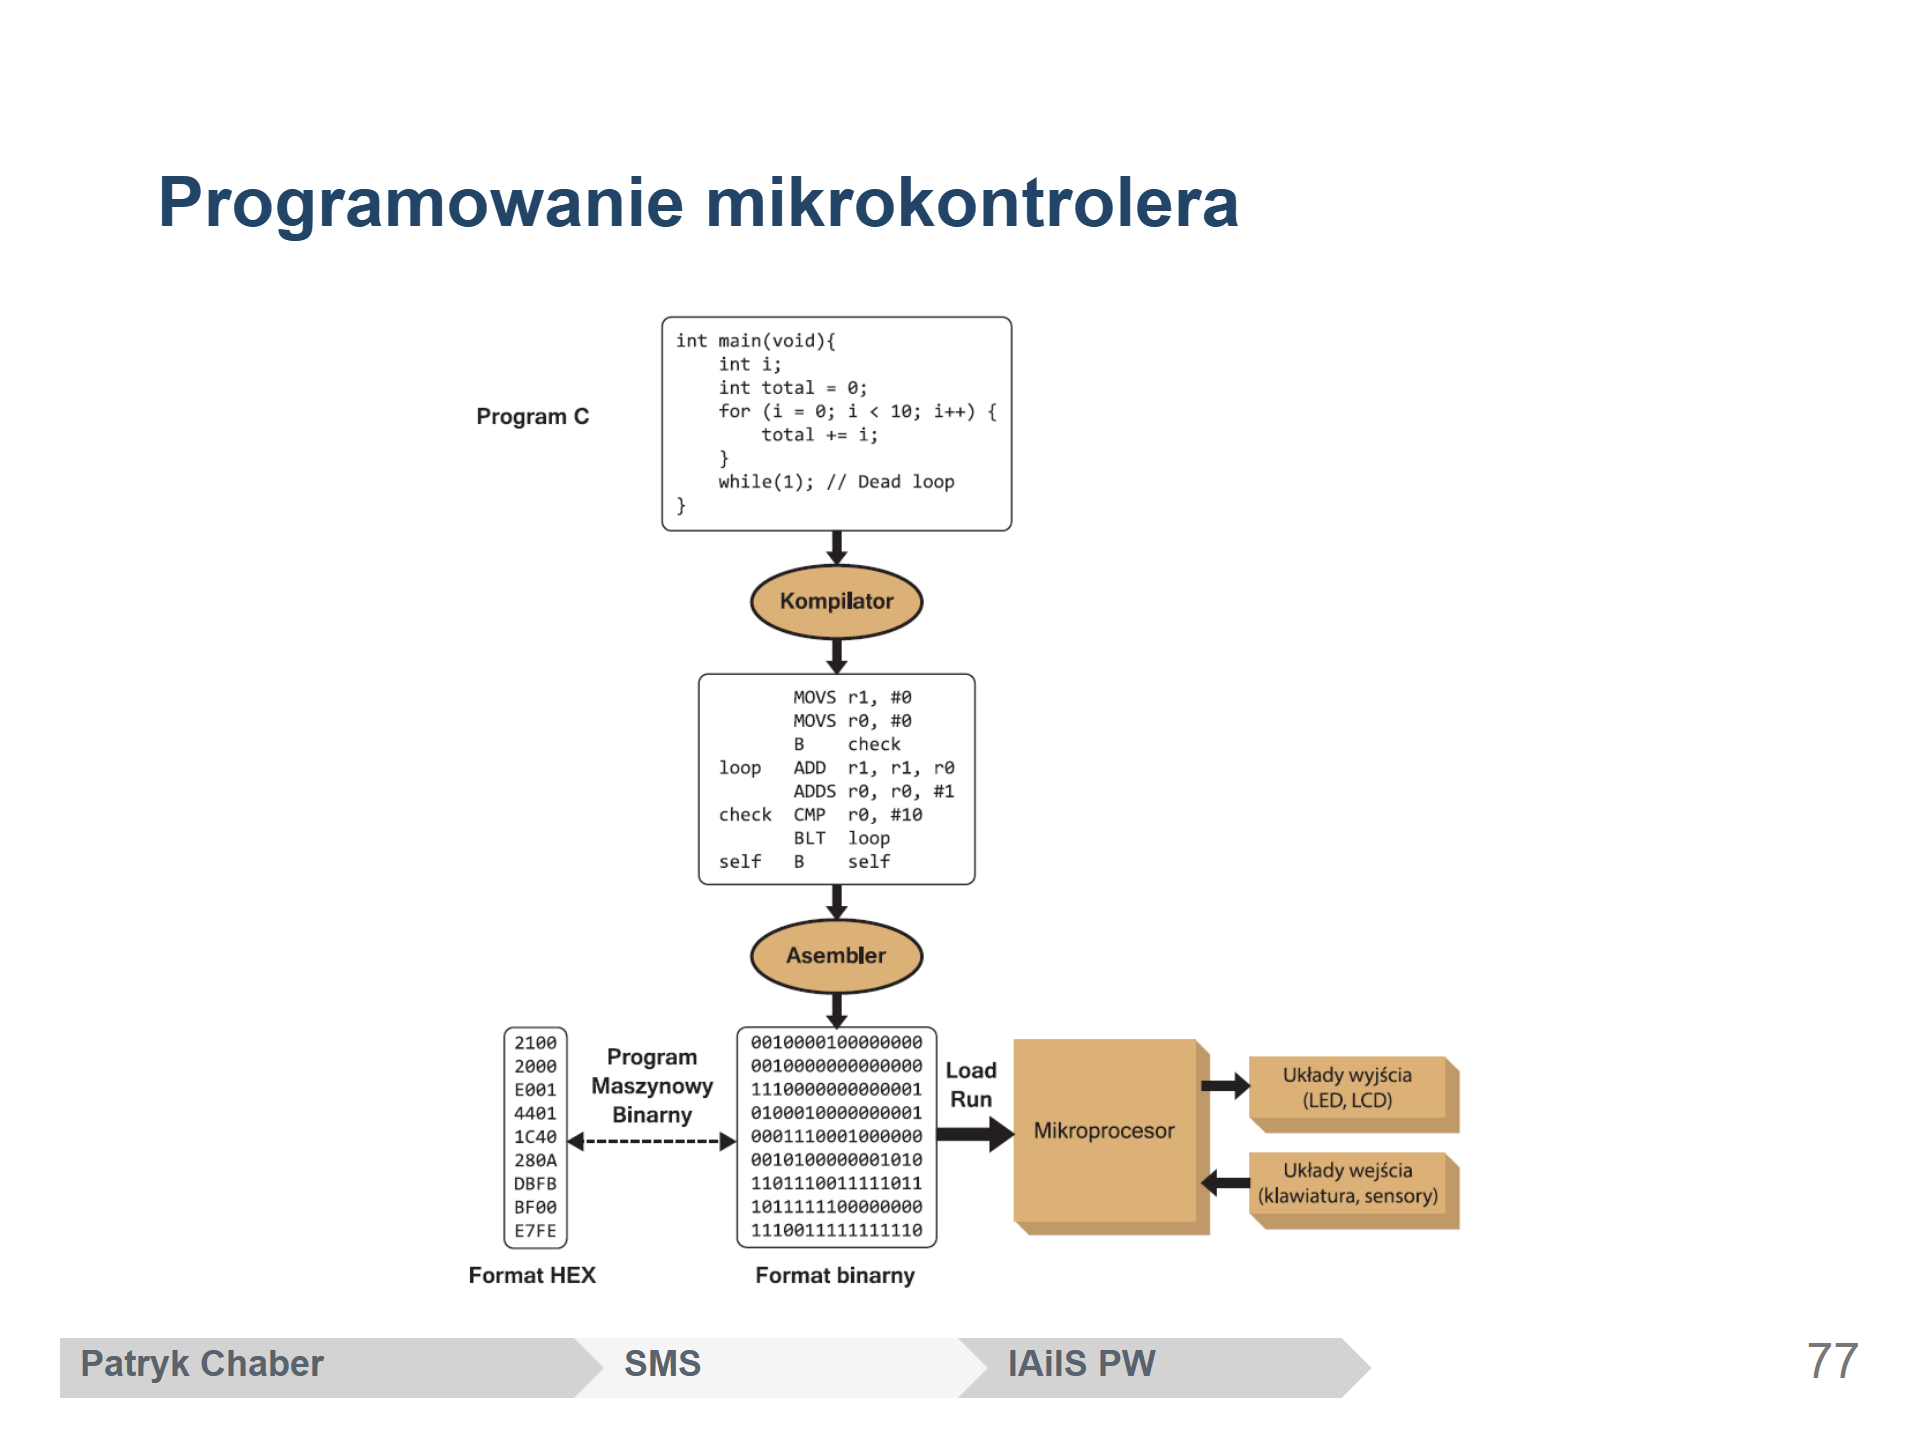 Programowanie mikrokontrolera
Program C
int main(void){
    int i;
    int total = 0;
    for (i = 0; i < 10; i++) {
        total += i;
    }
    while(1); // Dead loop
}
Kompilator
       MOVS r1, #0
       MOVS r0, #0
       B    check
loop   ADD  r1, r1, r0
       ADDS r0, r0, #1
check  CMP  r0, #10
       BLT  loop
self   B    self
Asembler
2100
2000
E001
4401
1C40
280A
DBFB
BF00
E7FE
Format HEX
Program
Maszynowy
Binarny
0010000100000000
0010000000000000
1110000000000001
0100010000000001
0001110001000000
0010100000001010
1101110011111011
1011111100000000
1110011111111110
Format binarny
Load
Run
Mikroprocesor
Układy wyjścia
(LED, LCD)
Układy wejścia
(klawiatura, sensory)
Patryk Chaber
SMS
IAiIS PW
77